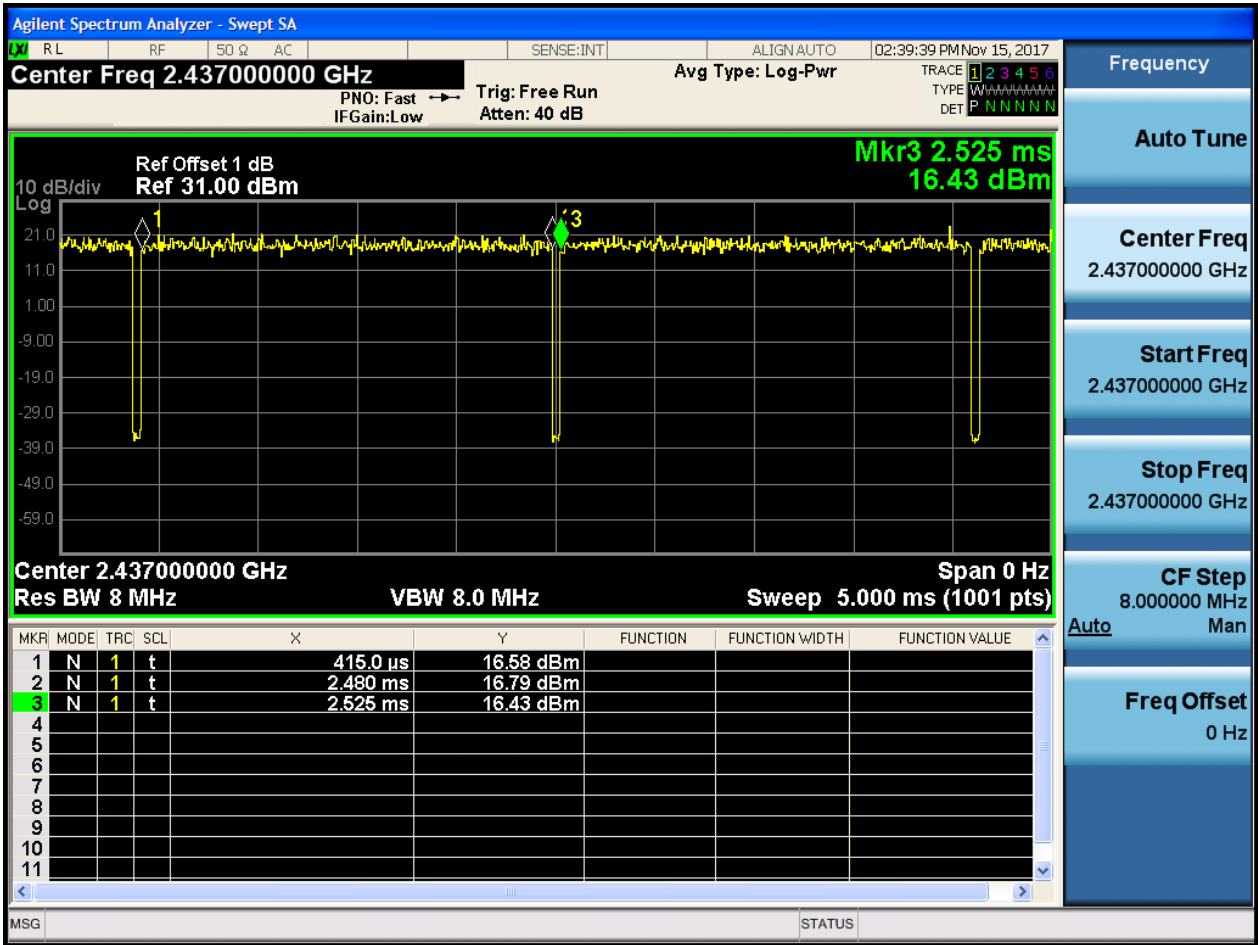 Agilent Spectrum Analyzer - Swept SA
LXI RL RF 50 Ω AC SENSE:INT ALIGN AUTO 02:39:39 PM Nov 15, 2017
Center Freq 2.437000000 GHz
PNO: Fast
IFGain:Low
Trig: Free Run
Atten: 40 dB
Avg Type: Log-Pwr
TRACE 1 2 3 4 5 6
TYPE W
DET P N N N N N
Ref Offset 1 dB
10 dB/div Ref 31.00 dBm
Log
Mkr3 2.525 ms
16.43 dBm
1
3
21.0
11.0
1.00
-9.00
-19.0
-29.0
-39.0
-49.0
-59.0
Center 2.437000000 GHz Span 0 Hz
Res BW 8 MHz VBW 8.0 MHz Sweep 5.000 ms (1001 pts)
MKR MODE TRC SCL X Y FUNCTION FUNCTION WIDTH FUNCTION VALUE
1 N 1 t 415.0 µs 16.58 dBm
2 N 1 t 2.480 ms 16.79 dBm
3 N 1 t 2.525 ms 16.43 dBm
4
5
6
7
8
9
10
11
MSG STATUS
Frequency
Auto Tune
Center Freq
2.437000000 GHz
Start Freq
2.437000000 GHz
Stop Freq
2.437000000 GHz
CF Step
8.000000 MHz
Auto Man
Freq Offset
0 Hz